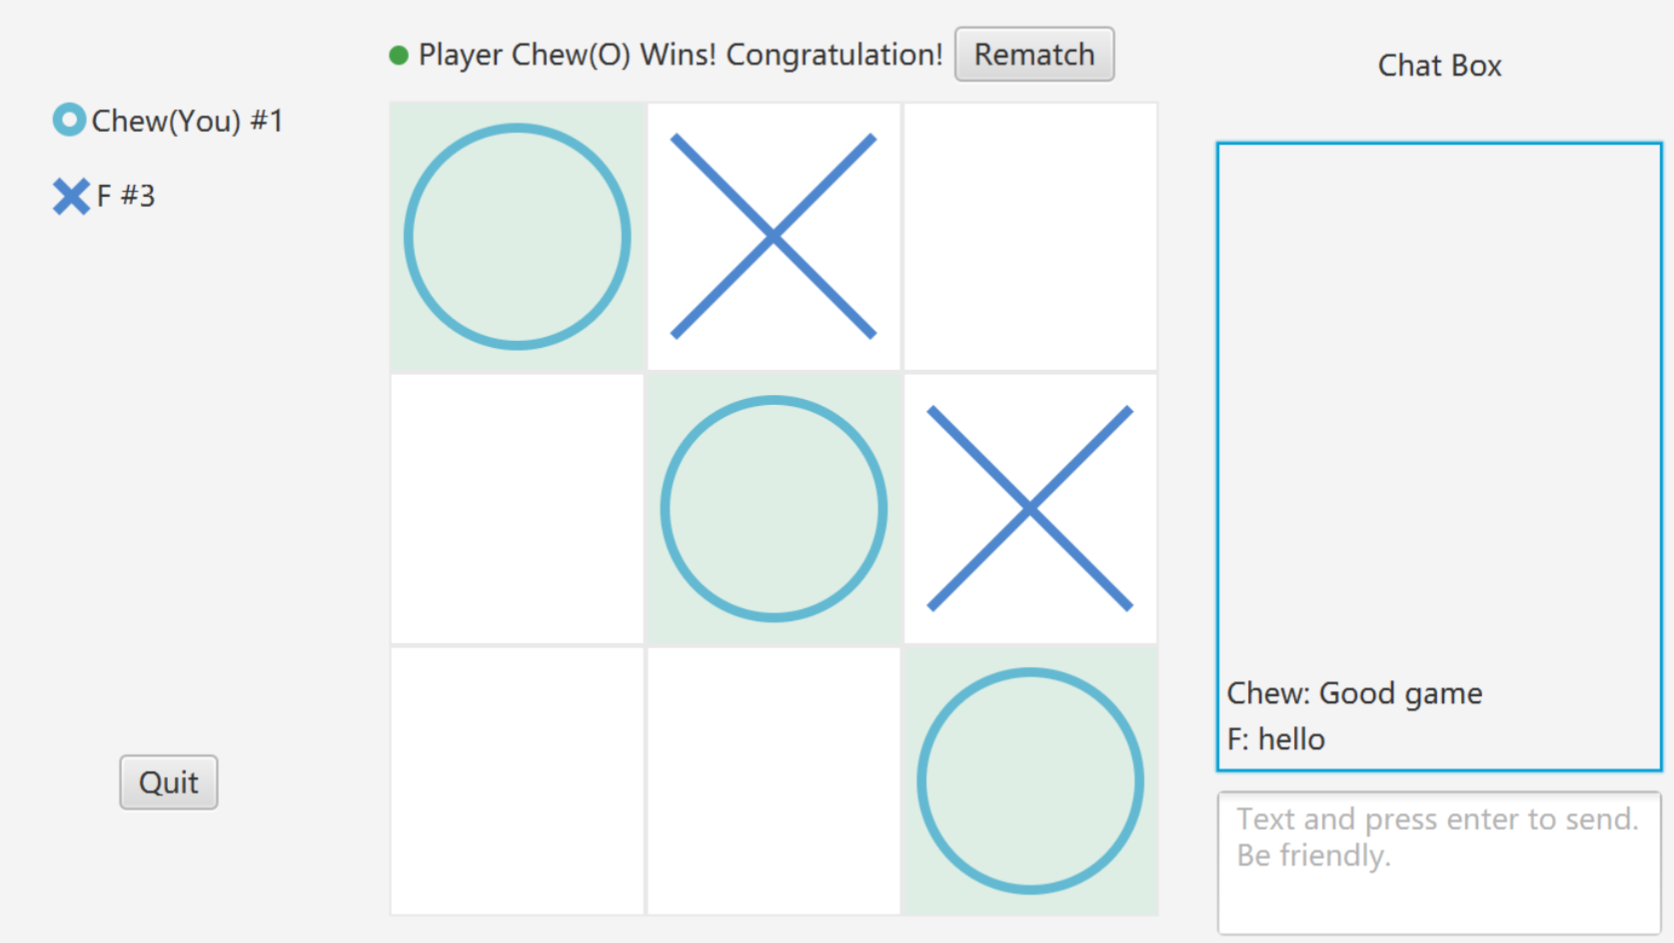 Player Chew(O) Wins! Congratulation!
Rematch
Chat Box
Chew(You) #1
F #3
Chew: Good game
F: hello
Quit
Text and press enter to send.
Be friendly.